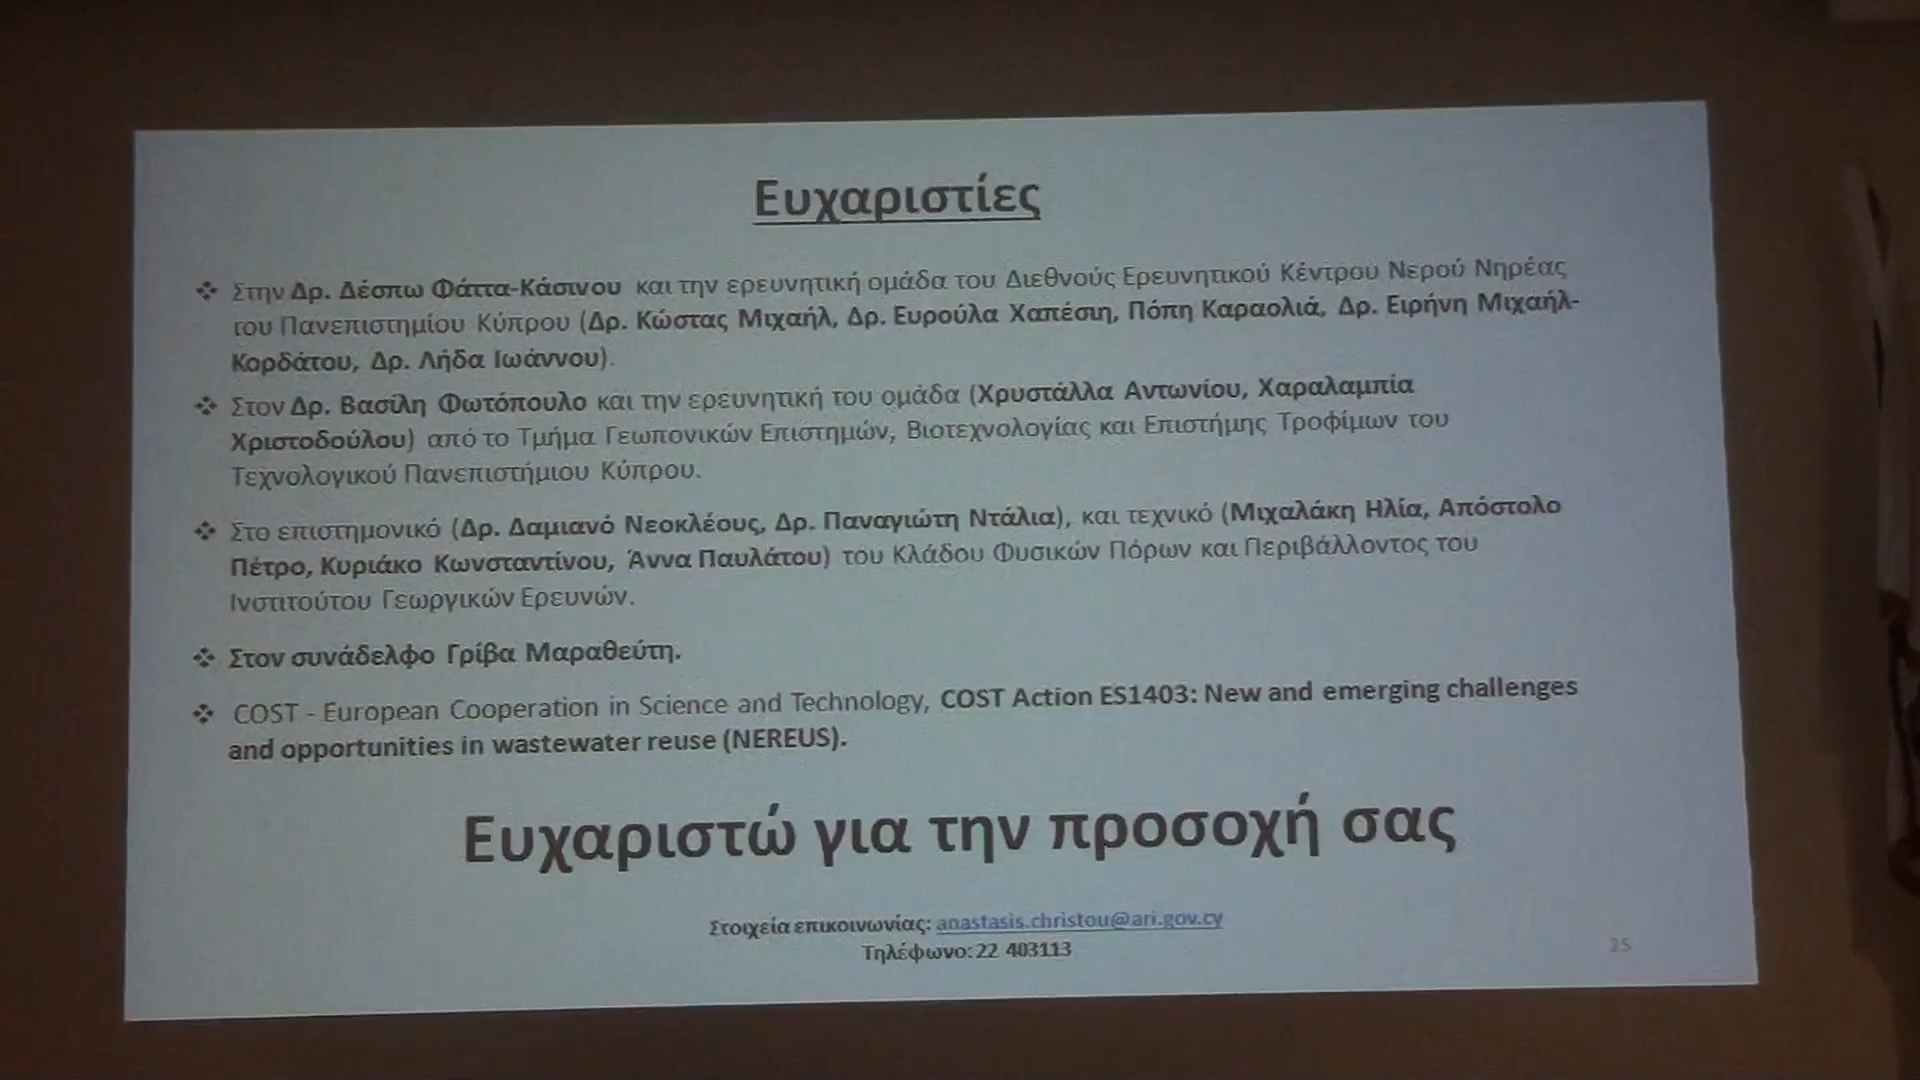 Ευχαριστίες
❖ Στην Δρ. Δέσπω Φάττα-Κάσινου και την ερευνητική ομάδα του Διεθνούς Ερευνητικού Κέντρου Νερού Νηρέας
του Πανεπιστημίου Κύπρου (Δρ. Κώστας Μιχαήλ, Δρ. Ευρούλα Χαπέσιη, Πόπη Καραολιά, Δρ. Ειρήνη Μιχαήλ-
Κορδάτου, Δρ. Λήδα Ιωάννου).
❖ Στον Δρ. Βασίλη Φωτόπουλο και την ερευνητική του ομάδα (Χρυστάλλα Αντωνίου, Χαραλαμπία
Χριστοδούλου) από το Τμήμα Γεωπονικών Επιστημών, Βιοτεχνολογίας και Επιστήμης Τροφίμων του
Τεχνολογικού Πανεπιστήμιου Κύπρου.
❖ Στο επιστημονικό (Δρ. Δαμιανό Νεοκλέους, Δρ. Παναγιώτη Ντάλια), και τεχνικό (Μιχαλάκη Ηλία, Απόστολο
Πέτρο, Κυριάκο Κωνσταντίνου, Άννα Παυλάτου) του Κλάδου Φυσικών Πόρων και Περιβάλλοντος του
Ινστιτούτου Γεωργικών Ερευνών.
❖ Στον συνάδελφο Γρίβα Μαραθεύτη.
❖ COST - European Cooperation in Science and Technology, COST Action ES1403: New and emerging challenges
and opportunities in wastewater reuse (NEREUS).
Ευχαριστώ για την προσοχή σας
Στοιχεία επικοινωνίας: anastasis.christou@ari.gov.cy
Τηλέφωνο: 22 403113
25